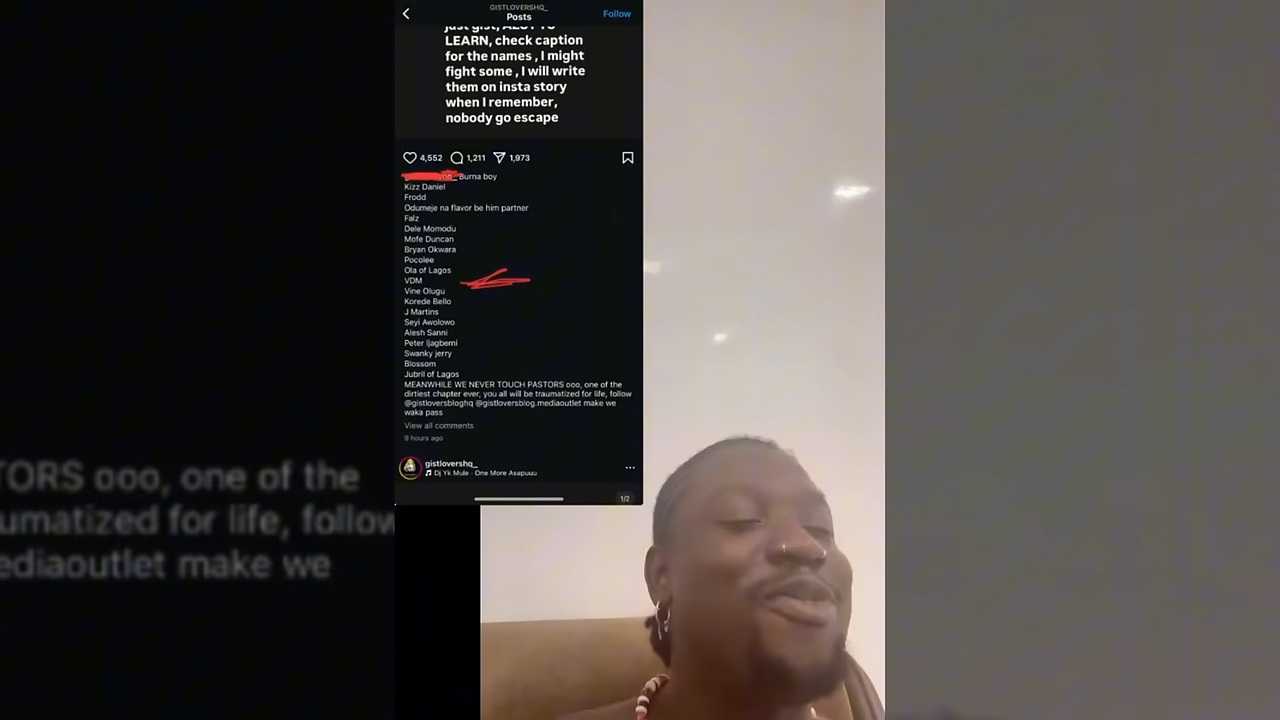 GISTLOVERSHQ_
Posts
Follow
just gist, ALOT TO
LEARN, check caption
for the names , I might
fight some , I will write
them on insta story
when I remember,
nobody go escape
4,552
1,211
1,973
Burna boy
Kizz Daniel
Frodd
Odumeje na flavor be him partner
Falz
Dele Momodu
Mofe Duncan
Bryan Okwara
Pocolee
Ola of Lagos
VDM
Vine Olugu
Korede Bello
J Martins
Seyi Awolowo
Alesh Sanni
Peter Ijagbemi
Swanky jerry
Blossom
Jubril of Lagos
MEANWHILE WE NEVER TOUCH PASTORS ooo, one of the
dirtiest chapter ever, you all will be traumatized for life, follow
@gistloversbloghq @gistloversblog.mediaoutlet make we
waka pass
View all comments
9 hours ago
gistlovershq_
Dj Yk Mule · One More Asapuuu
1/2
TORS ooo, one of the
umatized for life, follow
ediaoutlet make we